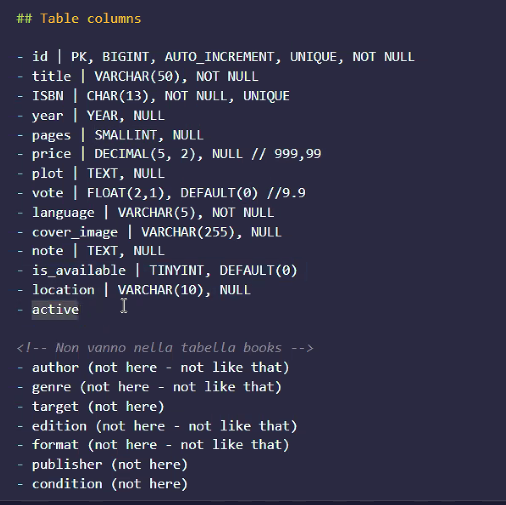 ## Table columns
- id | PK, BIGINT, AUTO_INCREMENT, UNIQUE, NOT NULL
- title | VARCHAR(50), NOT NULL
- ISBN | CHAR(13), NOT NULL, UNIQUE
- year | YEAR, NULL
- pages | SMALLINT, NULL
- price | DECIMAL(5, 2), NULL // 999,99
- plot | TEXT, NULL
- vote | FLOAT(2,1), DEFAULT(0) //9.9
- language | VARCHAR(5), NOT NULL
- cover_image | VARCHAR(255), NULL
- note | TEXT, NULL
- is_available | TINYINT, DEFAULT(0)
- location | VARCHAR(10), NULL
- active
<!-- Non vanno nella tabella books -->
- author (not here - not like that)
- genre (not here - not like that)
- target (not here)
- edition (not here - not like that)
- format (not here - not like that)
- publisher (not here)
- condition (not here)